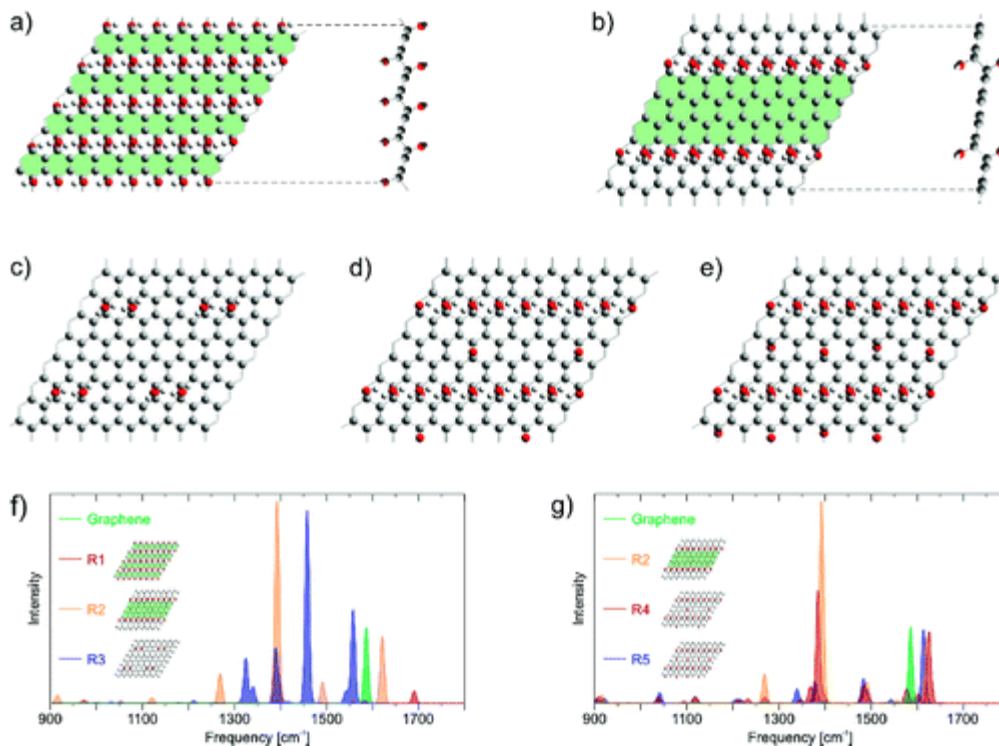 a)
b)
c)
d)
e)
f)
Graphene
R1
R2
R3
Intensity
900 1100 1300 1500 1700
Frequency [cm⁻¹]
g)
Graphene
R2
R4
R5
Intensity
900 1100 1300 1500 1700
Frequency [cm⁻¹]